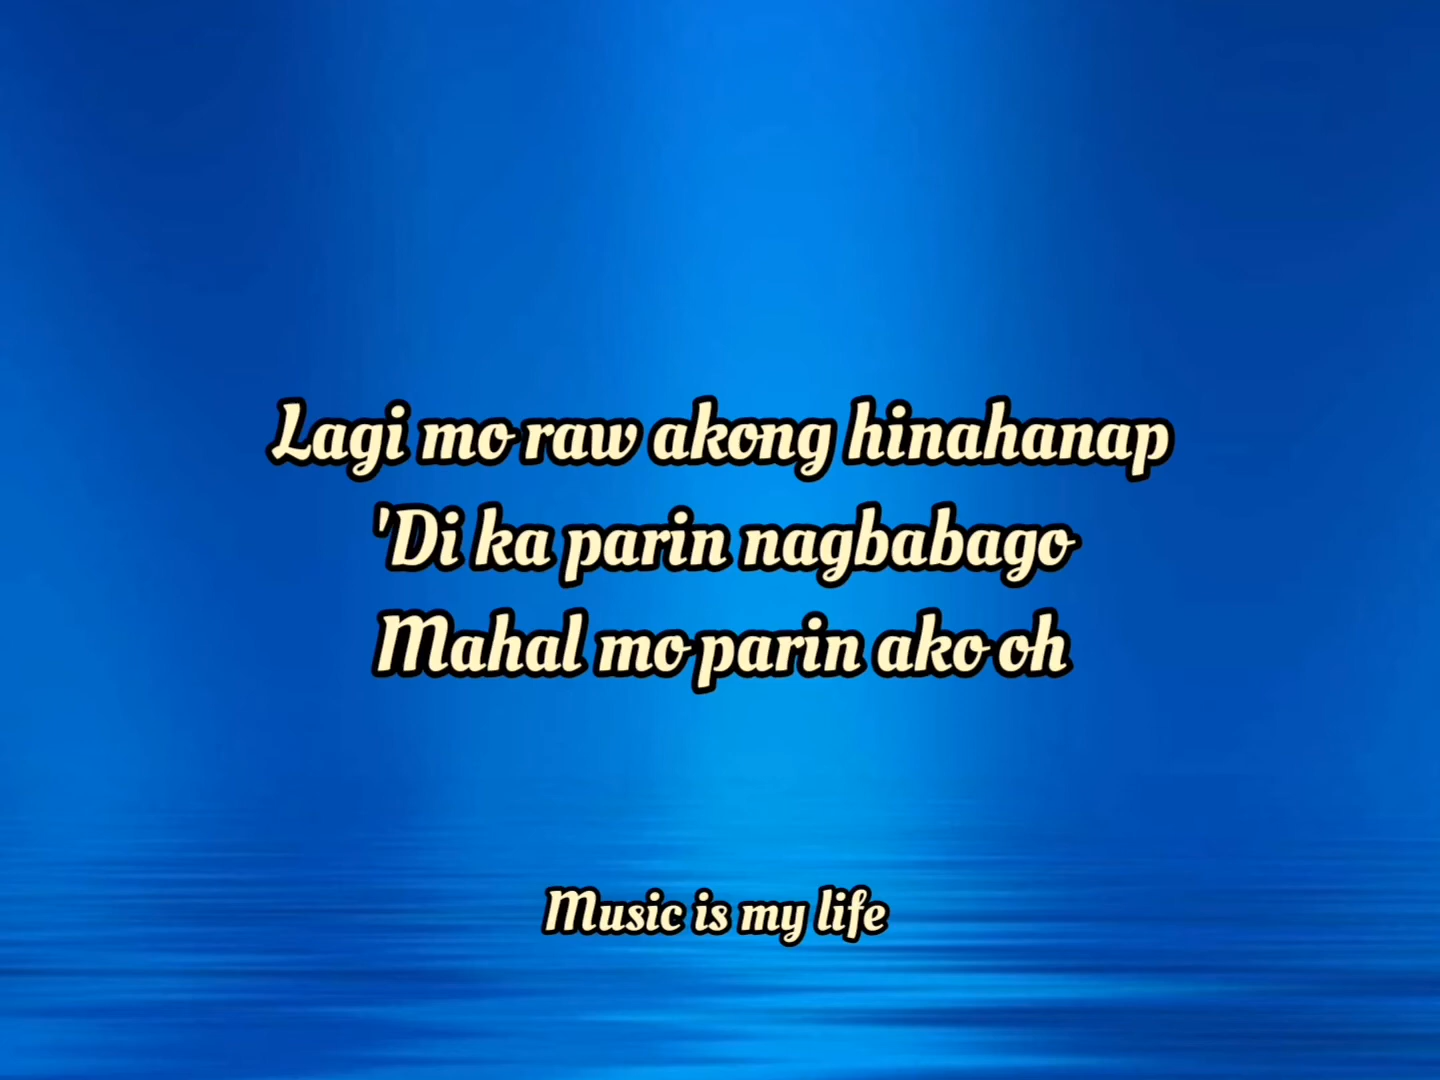 Lagi mo raw akong hinahanap
'Di ka parin nagbabago
Mahal mo parin ako oh
Music is my life